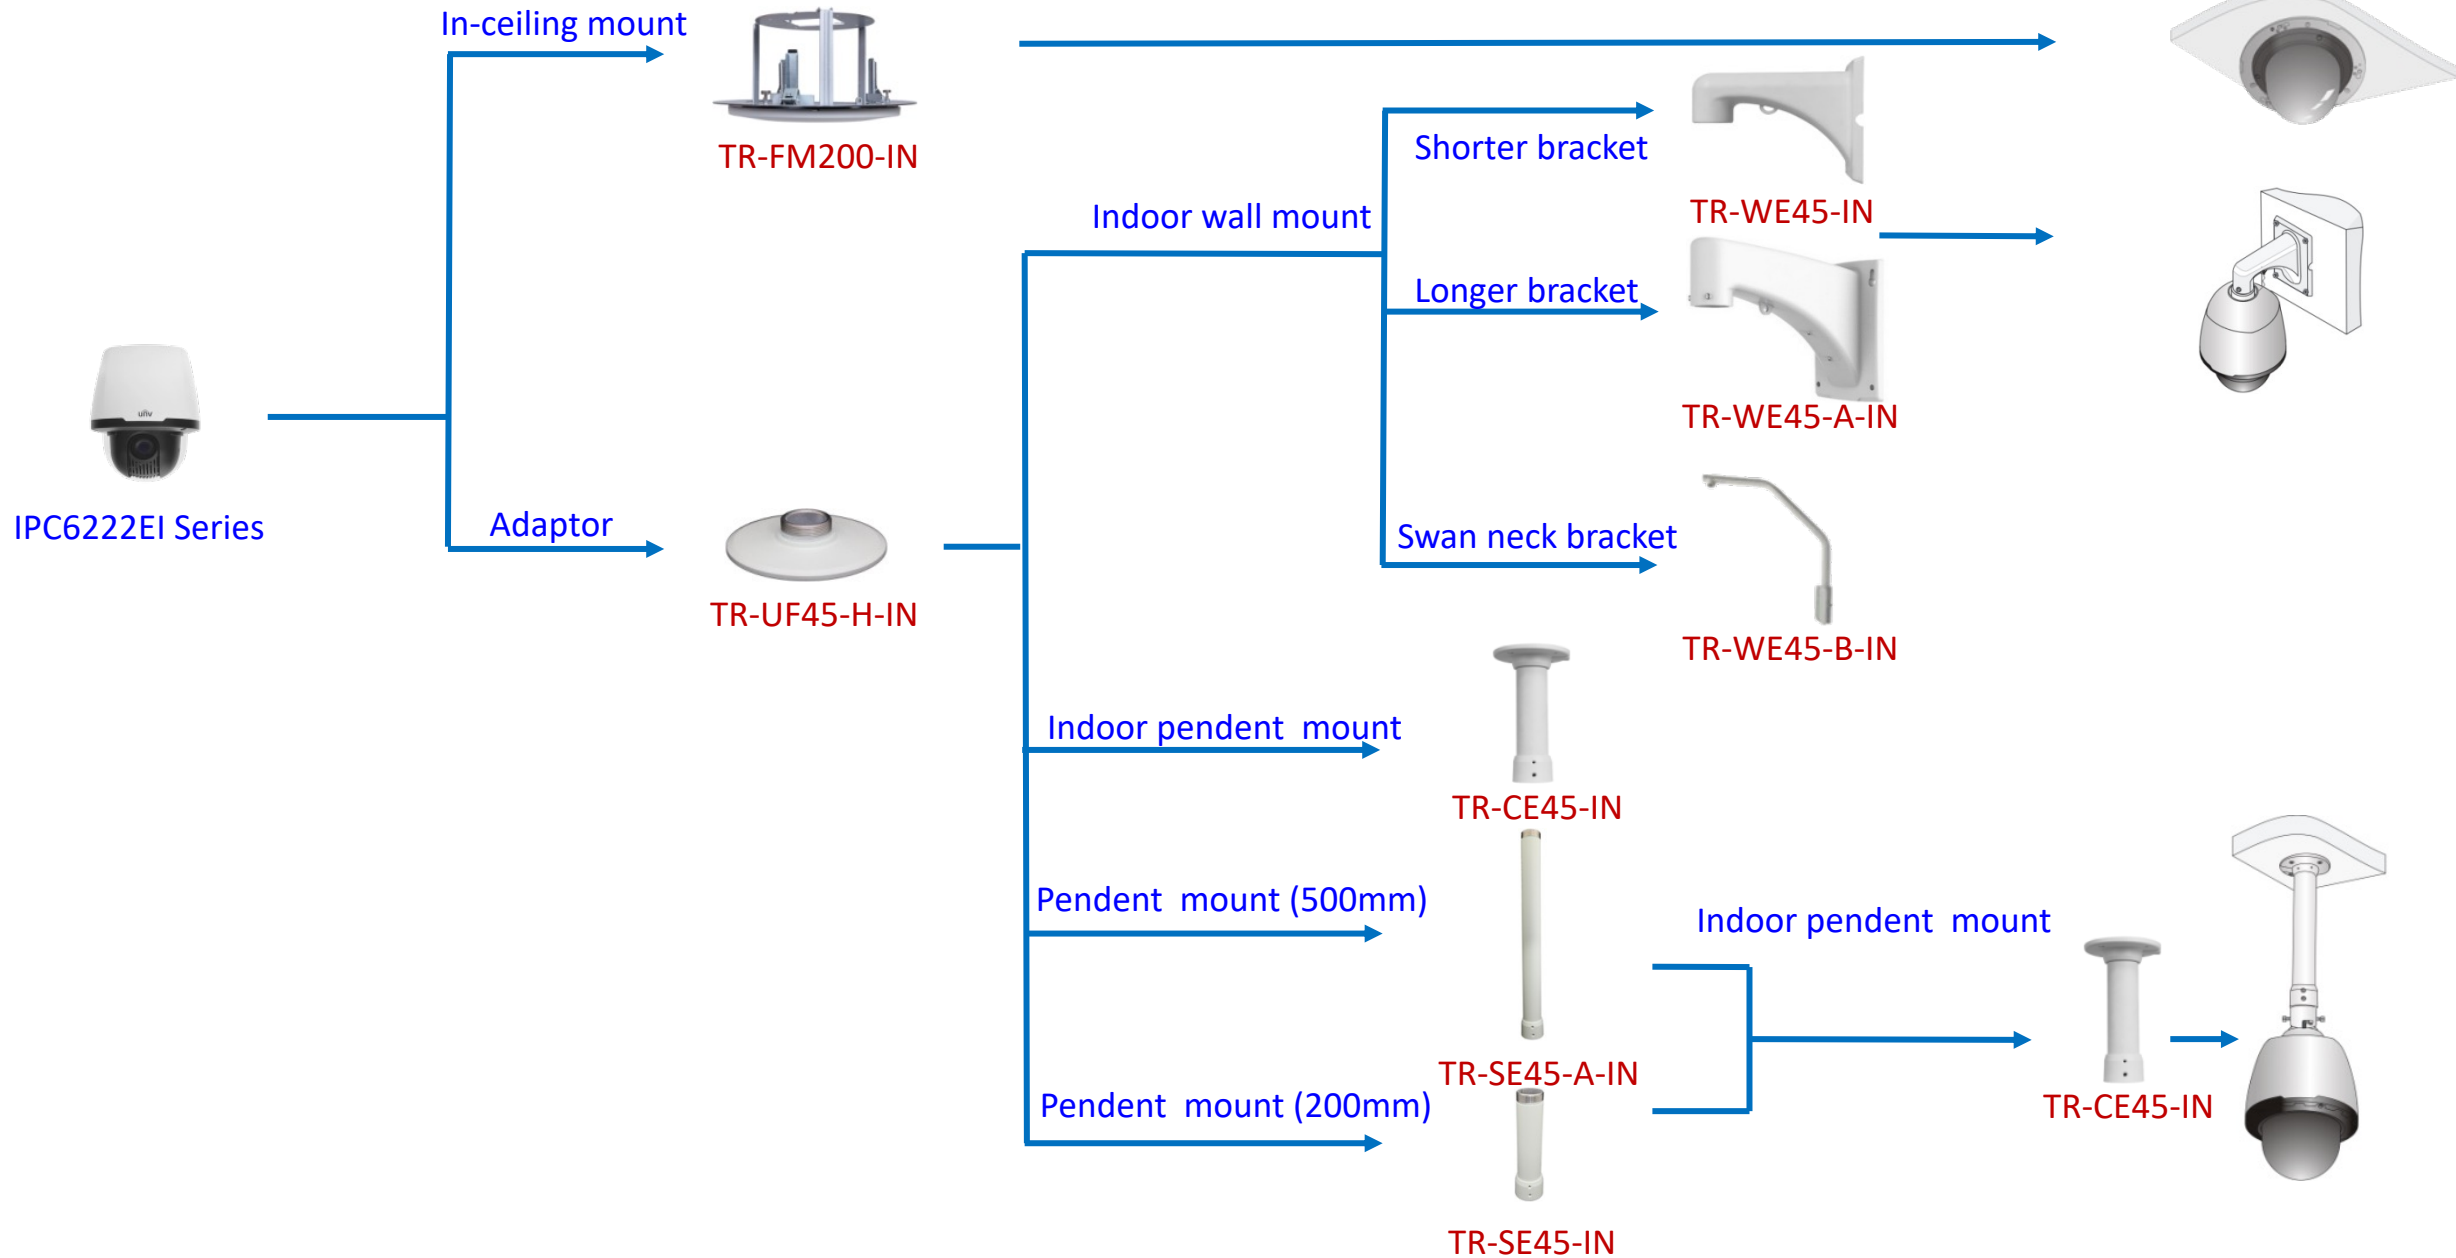 In-ceiling mount
TR-FM200-IN
Shorter bracket
TR-WE45-IN
Indoor wall mount
Longer bracket
TR-WE45-A-IN
unv
IPC6222EI Series
Adaptor
TR-UF45-H-IN
Swan neck bracket
TR-WE45-B-IN
Indoor pendent  mount
TR-CE45-IN
Pendent  mount (500mm)
TR-SE45-A-IN
Indoor pendent  mount
TR-CE45-IN
Pendent  mount (200mm)
TR-SE45-IN